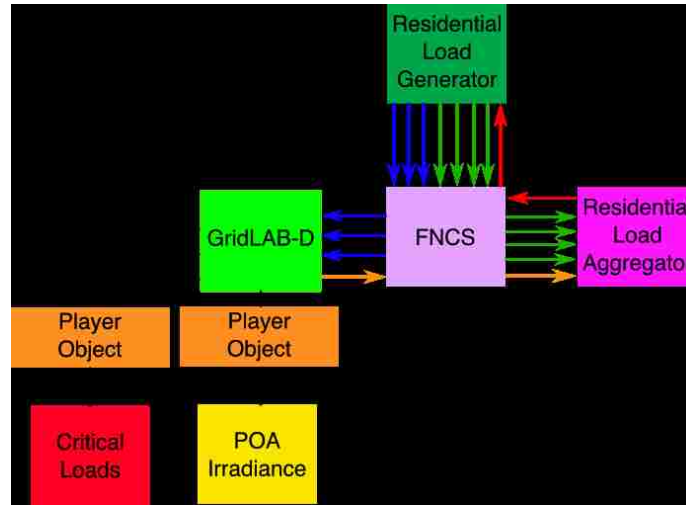 Residential
Load
Generator
GridLAB-D
FNCS
Residential
Load
Aggregato
Player
Object
Player
Object
Critical
Loads
POA
Irradiance